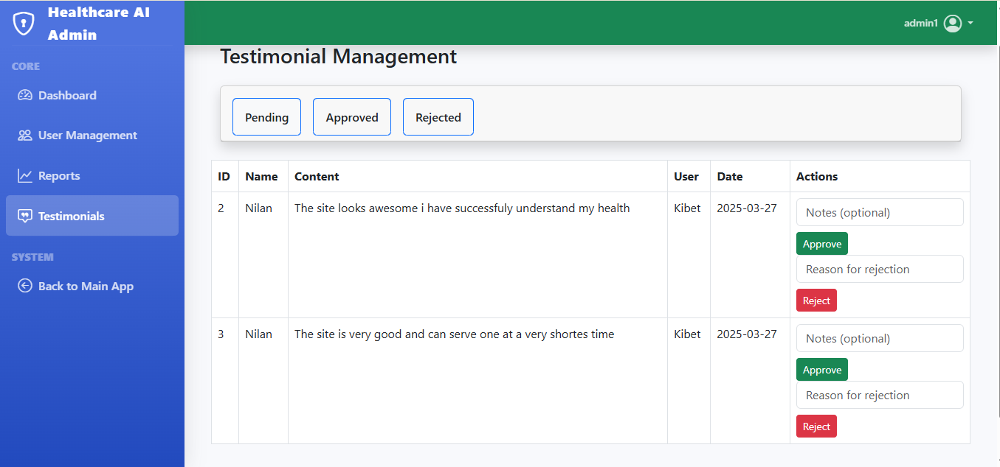 Healthcare AI
Admin
admin1
CORE
Dashboard
User Management
Reports
Testimonials
SYSTEM
Back to Main App
Testimonial Management
Pending Approved Rejected
ID Name Content User Date Actions
2 Nilan The site looks awesome i have successfuly understand my health Kibet 2025-03-27 Notes (optional)
Approve
Reason for rejection
Reject
3 Nilan The site is very good and can serve one at a very shortes time Kibet 2025-03-27 Notes (optional)
Approve
Reason for rejection
Reject